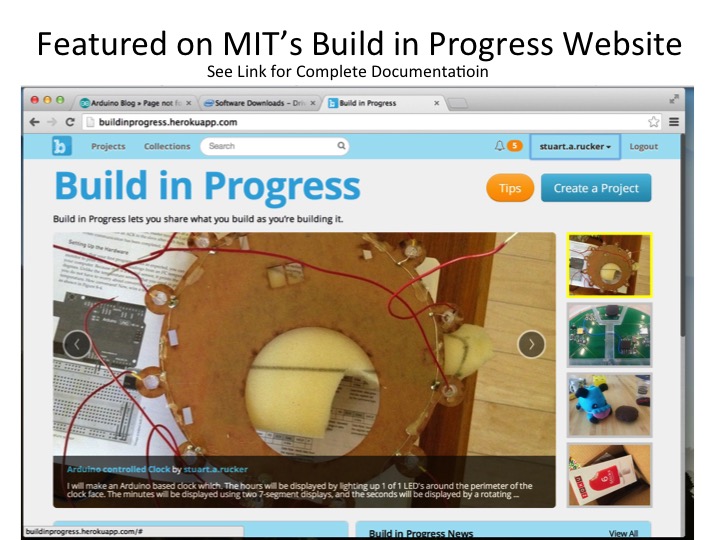 Featured on MIT's Build in Progress Website
See Link for Complete Documentatioin
Arduino Blog » Page not fo
Software Downloads – Driv
Build in Progress
buildinprogress.herokuapp.com
b Projects Collections Search 5 stuart.a.rucker Logout
Build in Progress
Tips Create a Project
Build in Progress lets you share what you build as you're building it.
Setting Up the Hardware
Arduino controlled Clock by stuart.a.rucker
I will make an Arduino based clock which. The hours will be displayed by lighting up 1 of 1 LED's around the perimeter of the
clock face. The minutes will be displayed using two 7-segment displays, and the seconds will be displayed by a rotating ...
buildinprogress.herokuapp.com/#
Build in Progress News View All